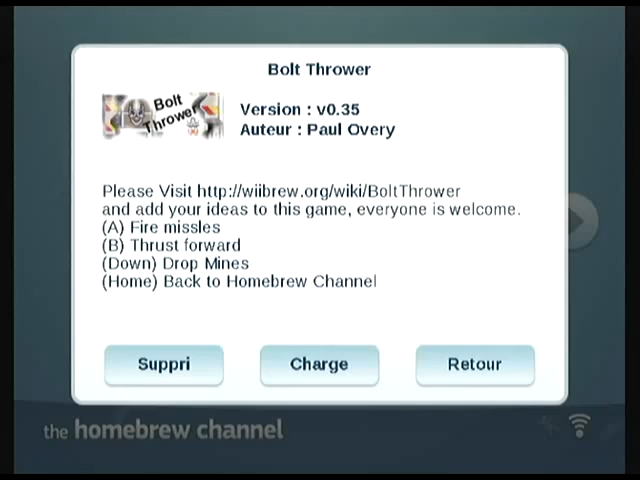 Bolt Thrower
Bolt
Thrower
Version : v0.35
Auteur : Paul Overy
Please Visit http://wiibrew.org/wiki/BoltThrower
and add your ideas to this game, everyone is welcome.
(A) Fire missles
(B) Thrust forward
(Down) Drop Mines
(Home) Back to Homebrew Channel
Suppri
Charge
Retour
the homebrew channel